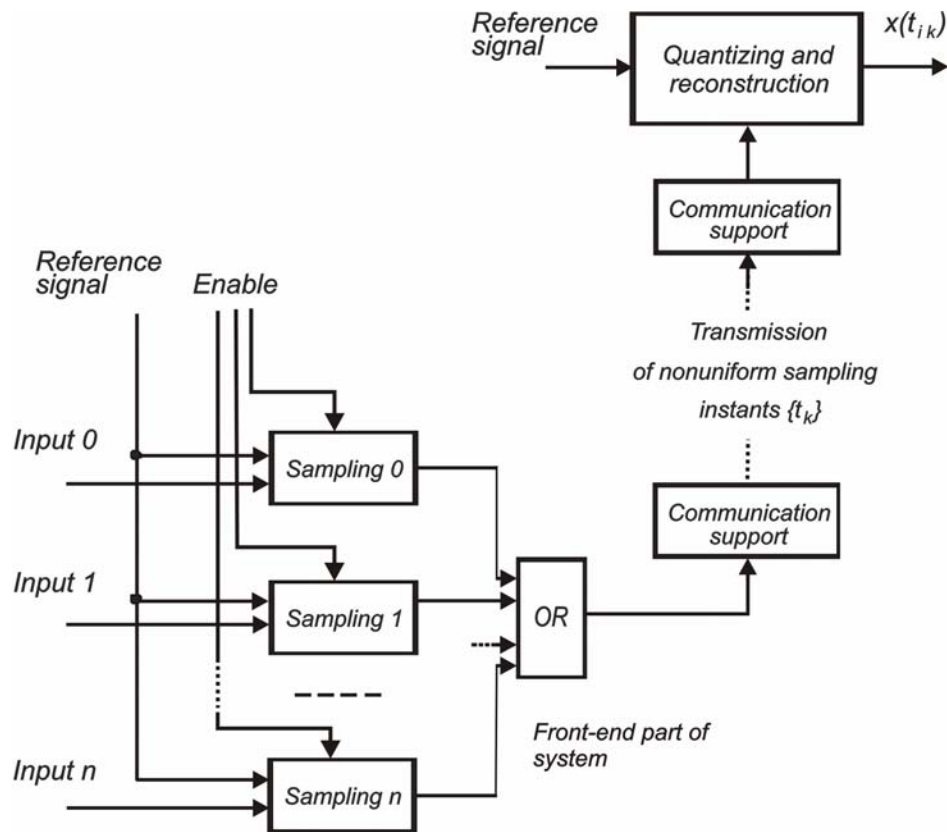 Reference
signal
Quantizing and
reconstruction
x(t_{i k})
Communication
support
Reference
signal
Enable
Transmission
of nonuniform sampling
instants {t_k}
Input 0
Sampling 0
Communication
support
Input 1
Sampling 1
OR
Front-end part of
system
Input n
Sampling n